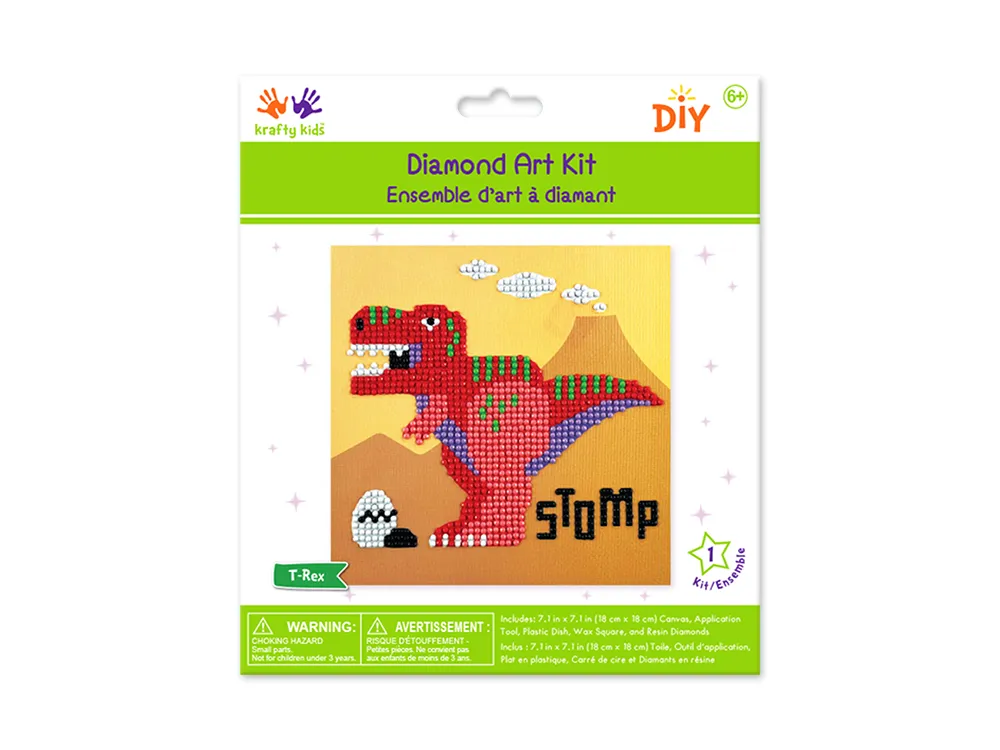 krafty kids™
DIY
6+
Diamond Art Kit
Ensemble d'art à diamant
STOMP
T-Rex
1
Kit/Ensemble
WARNING:
CHOKING HAZARD
Small parts.
Not for children under 3 years.
AVERTISSEMENT :
RISQUE D'ÉTOUFFEMENT -
Petites pièces. Ne convient pas
aux enfants de moins de 3 ans.
Includes: 7.1 in x 7.1 in (18 cm x 18 cm) Canvas, Application
Tool, Plastic Dish, Wax Square, and Resin Diamonds
Inclus : 7.1 in x 7.1 in (18 cm x 18 cm) Toile, Outil d'application,
Plat en plastique, Carré de cire et Diamants en résine